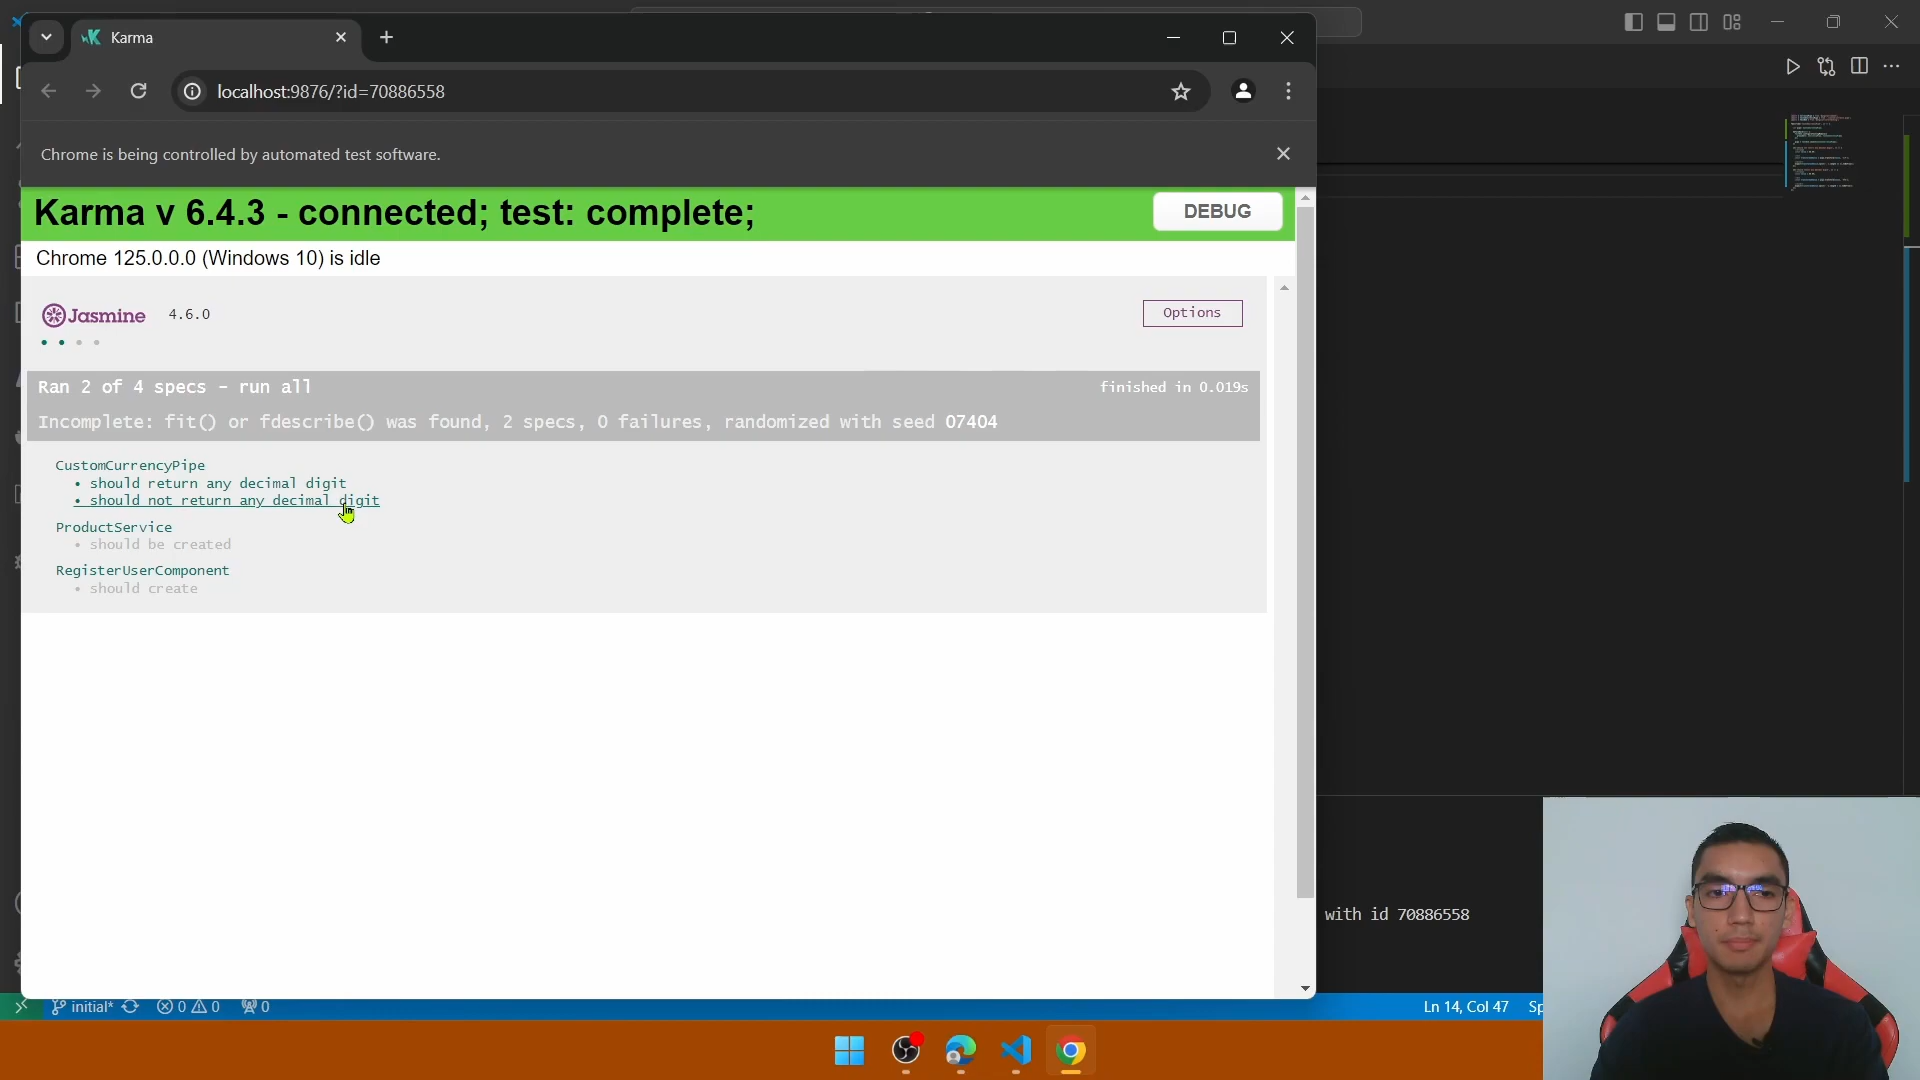 Karma
localhost:9876/?id=70886558
Chrome is being controlled by automated test software.
Karma v 6.4.3 - connected; test: complete;
DEBUG
Chrome 125.0.0.0 (Windows 10) is idle
Jasmine 4.6.0
Options
Ran 2 of 4 specs - run all
finished in 0.019s
Incomplete: fit() or fdescribe() was found, 2 specs, 0 failures, randomized with seed 07404
CustomCurrencyPipe
• should return any decimal digit
• should not return any decimal digit
ProductService
• should be created
RegisterUserComponent
• should create
with id 70886558
initial* 0 0 0
Ln 14, Col 47 Sp